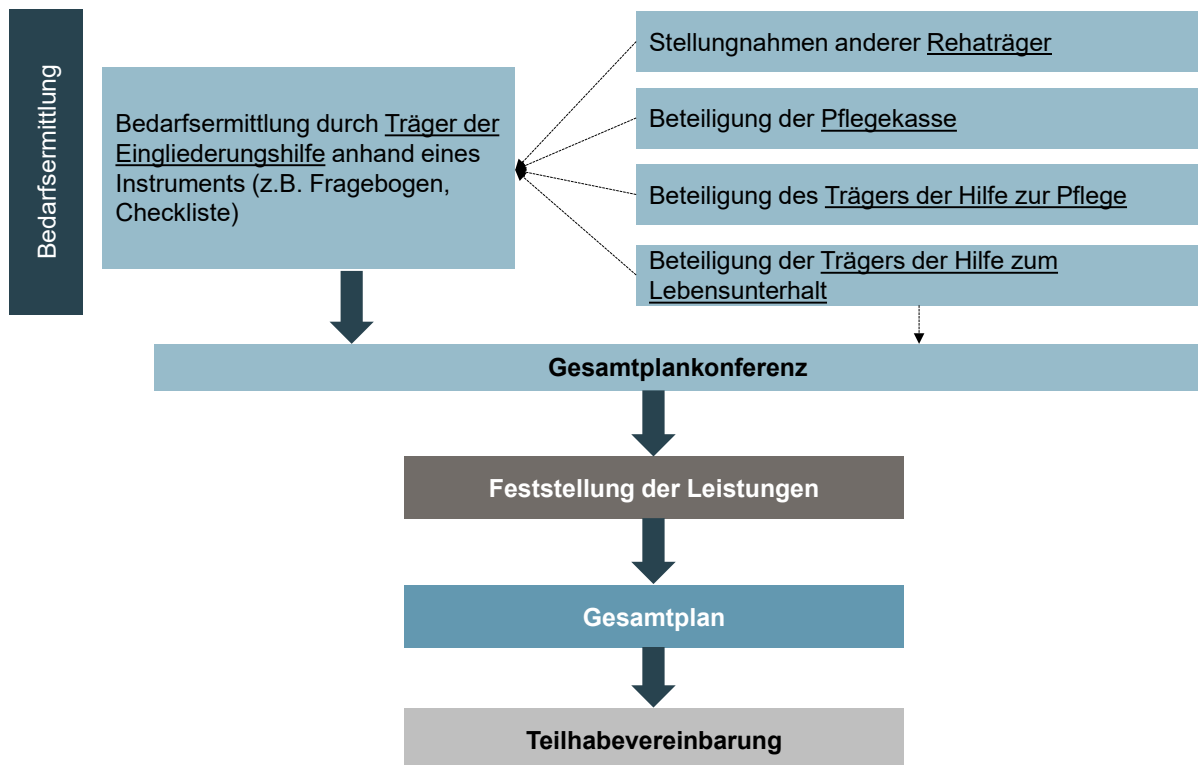 Bedarfsermittlung
Bedarfsermittlung durch Träger der
Eingliederungshilfe anhand eines
Instruments (z.B. Fragebogen,
Checkliste)
Stellungnahmen anderer Rehaträger
Beteiligung der Pflegekasse
Beteiligung des Trägers der Hilfe zur Pflege
Beteiligung der Trägers der Hilfe zum
Lebensunterhalt
Gesamtplankonferenz
Feststellung der Leistungen
Gesamtplan
Teilhabevereinbarung